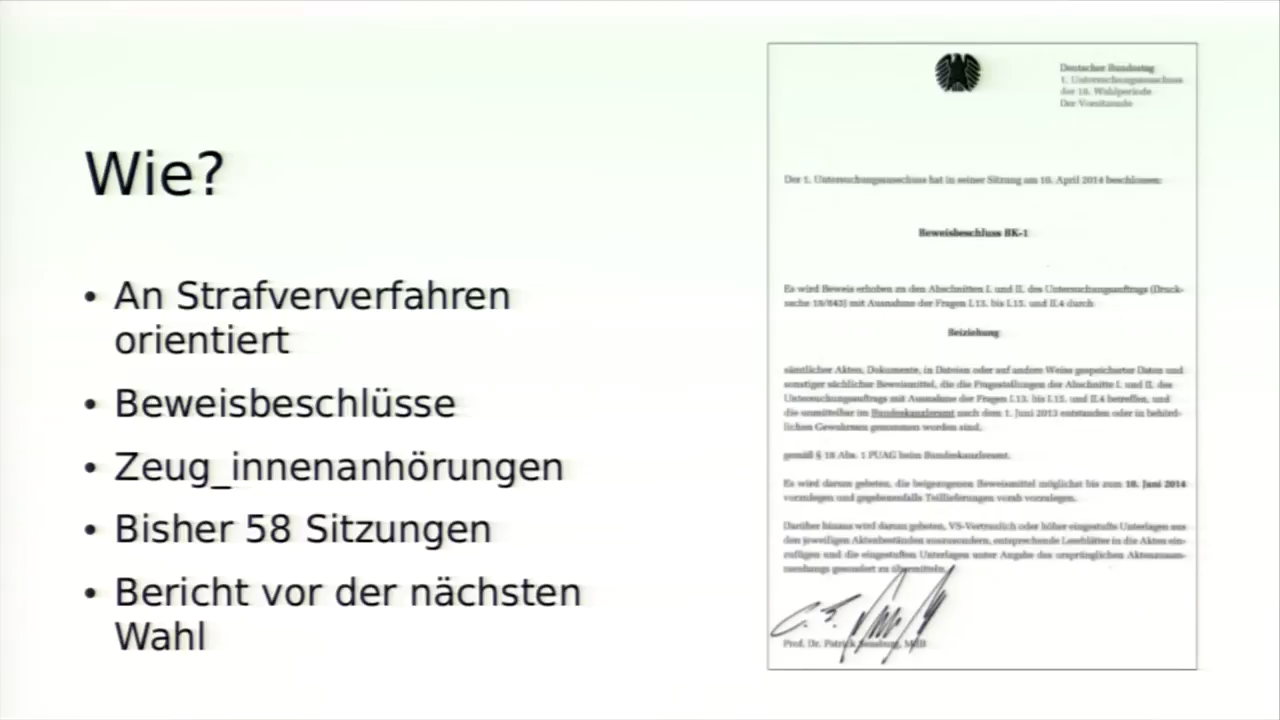 Wie?
• An Strafververfahren
orientiert
• Beweisbeschlüsse
• Zeug_innenanhörungen
• Bisher 58 Sitzungen
• Bericht vor der nächsten
Wahl
Deutscher Bundestag
1. Untersuchungsausschuss
der 18. Wahlperiode
Der Vorsitzende
Der 1. Untersuchungsausschuss hat in seiner Sitzung am 10. April 2014 beschlossen:
Beweisbeschluss BK-1
Es wird Beweis erhoben zu den Abschnitten I. und II. des Untersuchungsauftrags (Druck-
sache 18/843) mit Ausnahme der Fragen I.13. bis I.15. und II.4 durch
Beiziehung
sämtlicher Akten, Dokumente, in Dateien oder auf andere Weise gespeicherter Daten und
sonstiger sächlicher Beweismittel, die die Fragestellungen der Abschnitte I. und II. des
Untersuchungsauftrags mit Ausnahme der Fragen I.13. bis I.15. und II.4 betreffen, und
die unmittelbar im Bundeskanzleramt nach dem 1. Juni 2013 entstanden oder in behörd-
lichen Gewahrsam genommen worden sind,
gemäß § 18 Abs. 1 PUAG beim Bundeskanzleramt.
Es wird darum gebeten, die beigezogenen Beweismittel möglichst bis zum 10. Juni 2014
vorzulegen und gegebenenfalls Teillieferungen vorab vorzulegen.
Darüber hinaus wird darum gebeten, VS-Vertraulich oder höher eingestufte Unterlagen aus
den jeweiligen Aktenbeständen auszusondern, entsprechende Leseblätter in die Akten ein-
zufügen und die eingestuften Unterlagen unter Angabe des ursprünglichen Aktenzusam-
menhangs gesondert zu übermitteln.
Prof. Dr. Patrick Sensburg, MdB